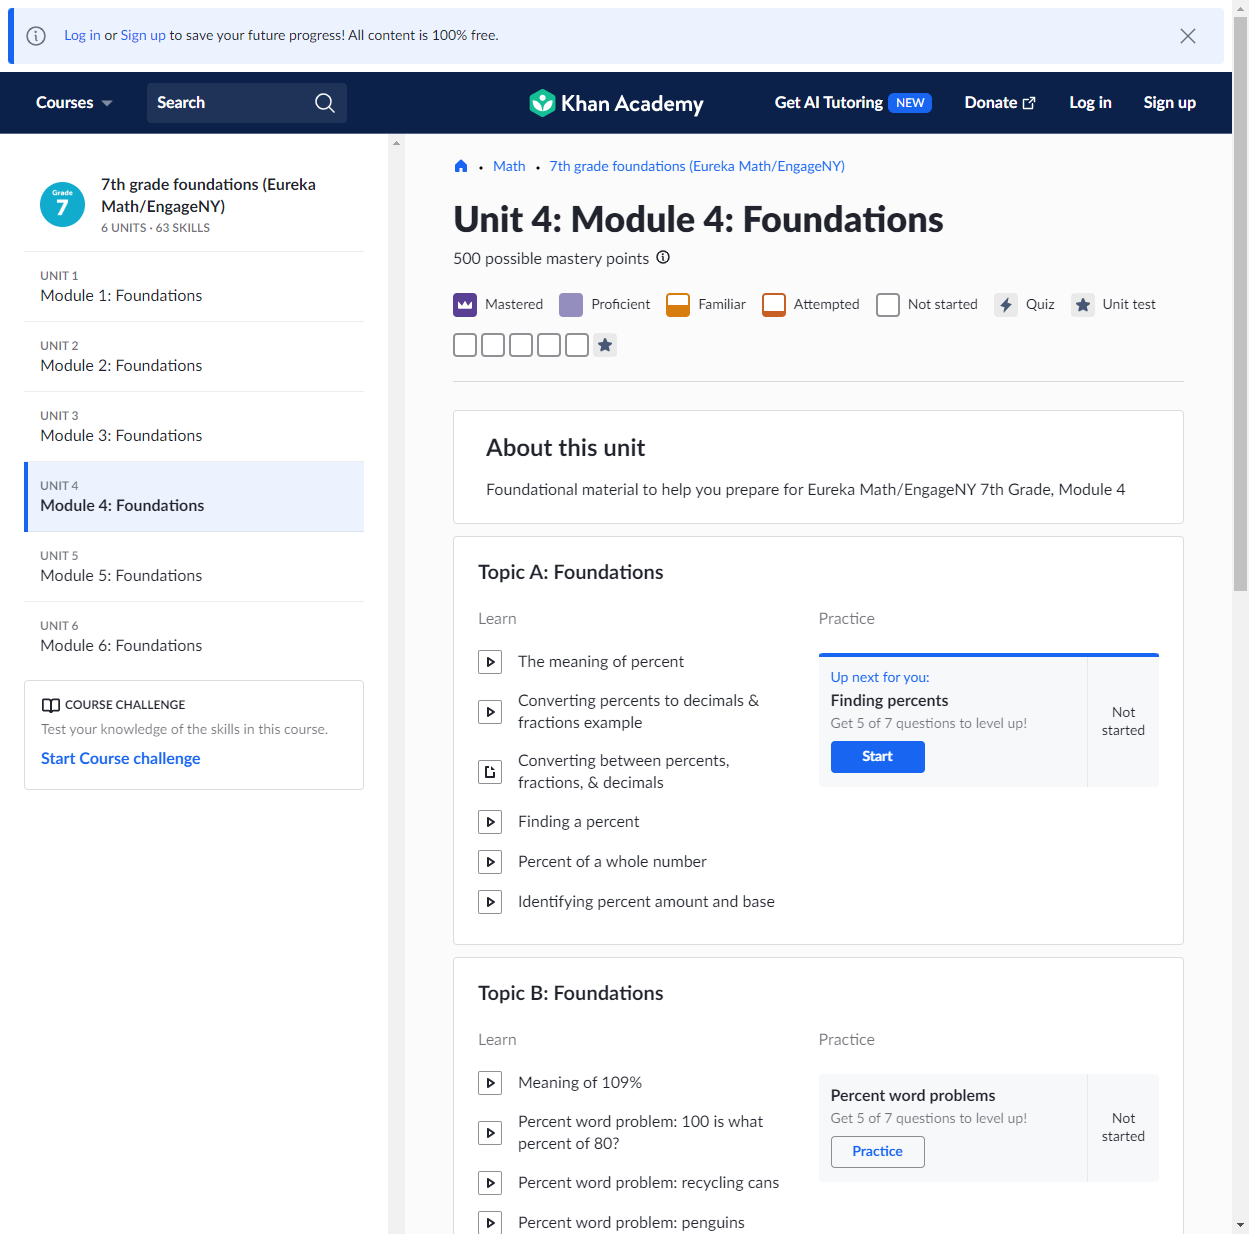 Log in or Sign up to save your future progress! All content is 100% free.
Courses
Search
Khan Academy
Get AI Tutoring NEW
Donate
Log in
Sign up
Grade
7
7th grade foundations (Eureka
Math/EngageNY)
6 UNITS · 63 SKILLS
UNIT 1
Module 1: Foundations
UNIT 2
Module 2: Foundations
UNIT 3
Module 3: Foundations
UNIT 4
Module 4: Foundations
UNIT 5
Module 5: Foundations
UNIT 6
Module 6: Foundations
COURSE CHALLENGE
Test your knowledge of the skills in this course.
Start Course challenge
Math • 7th grade foundations (Eureka Math/EngageNY)
Unit 4: Module 4: Foundations
500 possible mastery points
Mastered
Proficient
Familiar
Attempted
Not started
Quiz
Unit test
About this unit
Foundational material to help you prepare for Eureka Math/EngageNY 7th Grade, Module 4
Topic A: Foundations
Learn
The meaning of percent
Converting percents to decimals &
fractions example
Converting between percents,
fractions, & decimals
Finding a percent
Percent of a whole number
Identifying percent amount and base
Practice
Up next for you:
Finding percents
Get 5 of 7 questions to level up!
Start
Not
started
Topic B: Foundations
Learn
Meaning of 109%
Percent word problem: 100 is what
percent of 80?
Percent word problem: recycling cans
Percent word problem: penguins
Practice
Percent word problems
Get 5 of 7 questions to level up!
Practice
Not
started